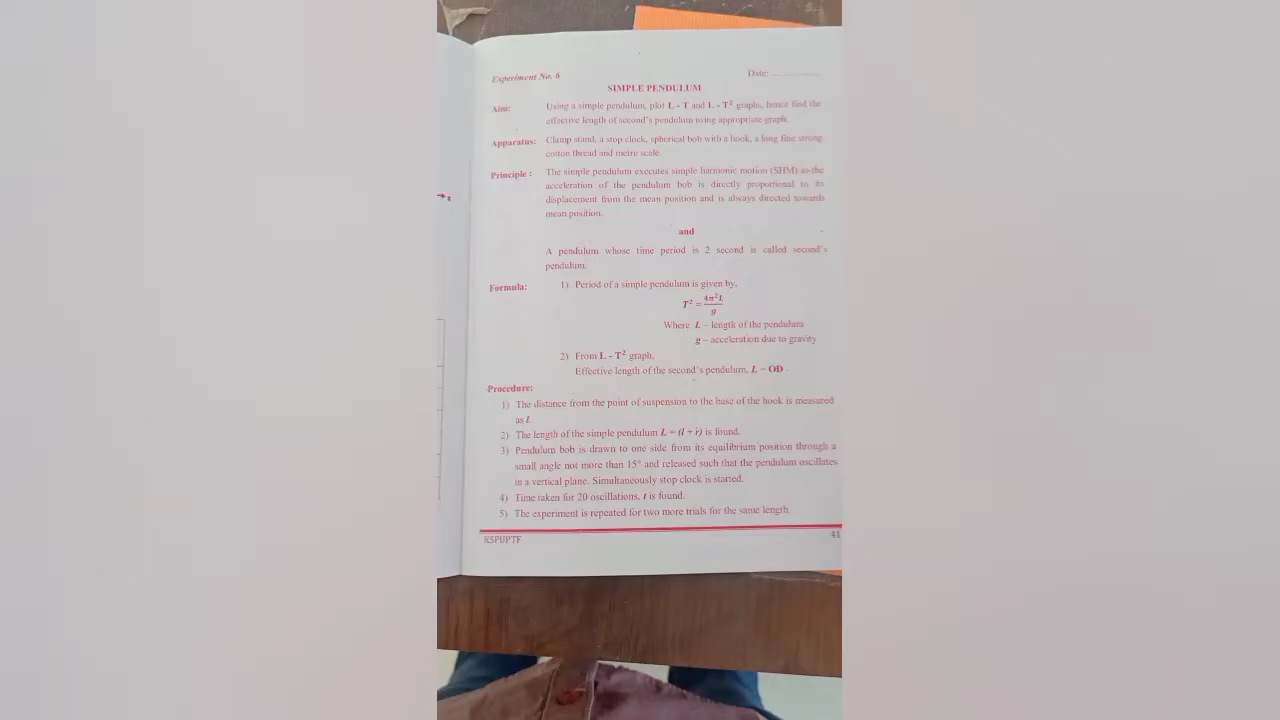 Experiment No. 6
Date: ................
SIMPLE PENDULUM
Aim: Using a simple pendulum, plot L - T and L - T² graphs, hence find the
effective length of second's pendulum using appropriate graph.
Apparatus: Clamp stand, a stop clock, spherical bob with a hook, a long fine strong
cotton thread and metre scale.
Principle : The simple pendulum executes simple harmonic motion (SHM) as the
acceleration of the pendulum bob is directly proportional to its
displacement from the mean position and is always directed towards
mean position.
and
A pendulum whose time period is 2 second is called second's
pendulum.
Formula: 1) Period of a simple pendulum is given by,
T² = 4π²L / g
Where L – length of the pendulum
g – acceleration due to gravity
2) From L - T² graph,
Effective length of the second's pendulum, L = OD
Procedure:
1) The distance from the point of suspension to the base of the hook is measured
as l.
2) The length of the simple pendulum L = (l + r) is found.
3) Pendulum bob is drawn to one side from its equilibrium position through a
small angle not more than 15° and released such that the pendulum oscillates
in a vertical plane. Simultaneously stop clock is started.
4) Time taken for 20 oscillations, t is found.
5) The experiment is repeated for two more trials for the same length.
KSPUPTF
41